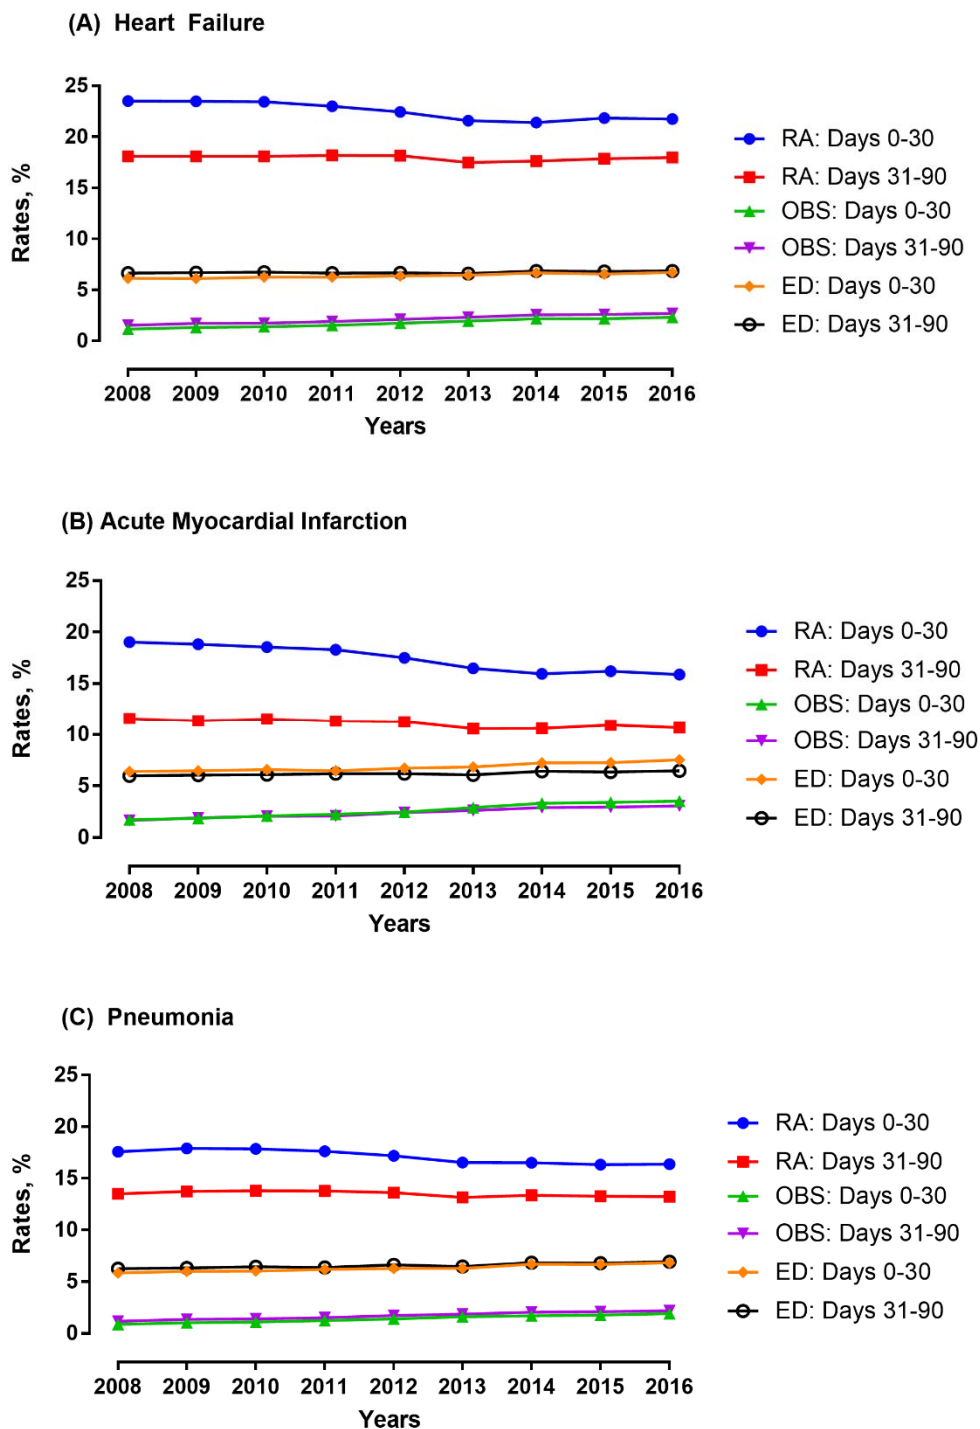 (A) Heart Failure
25
20
15
10
5
0
Rates, %
2008 2009 2010 2011 2012 2013 2014 2015 2016
Years
RA: Days 0-30
RA: Days 31-90
OBS: Days 0-30
OBS: Days 31-90
ED: Days 0-30
ED: Days 31-90
(B) Acute Myocardial Infarction
25
20
15
10
5
0
Rates, %
2008 2009 2010 2011 2012 2013 2014 2015 2016
Years
RA: Days 0-30
RA: Days 31-90
OBS: Days 0-30
OBS: Days 31-90
ED: Days 0-30
ED: Days 31-90
(C) Pneumonia
25
20
15
10
5
0
Rates, %
2008 2009 2010 2011 2012 2013 2014 2015 2016
Years
RA: Days 0-30
RA: Days 31-90
OBS: Days 0-30
OBS: Days 31-90
ED: Days 0-30
ED: Days 31-90